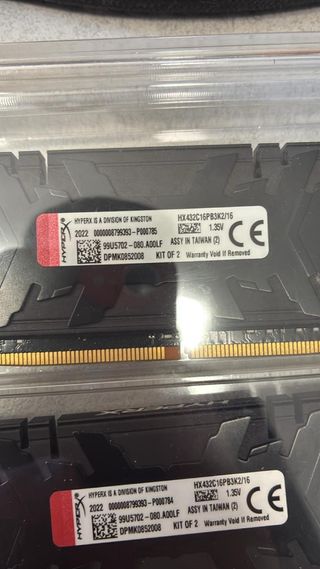 HYPERX
HYPERX IS A DIVISION OF KINGSTON
HX432C16PB3K2/16
2022 0000008799393-P000785
1.35V
99U5702-080.A00LF
ASSY IN TAIWAN (2)
DPMK0852008
KIT OF 2 Warranty Void If Removed
CE
HYPERX
HYPERX IS A DIVISION OF KINGSTON
HX432C16PB3K2/16
2022 0000008799393-P000784
1.35V
99U5702-080.A00LF
ASSY IN TAIWAN (2)
DPMK0852008
KIT OF 2 Warranty Void If Removed
CE